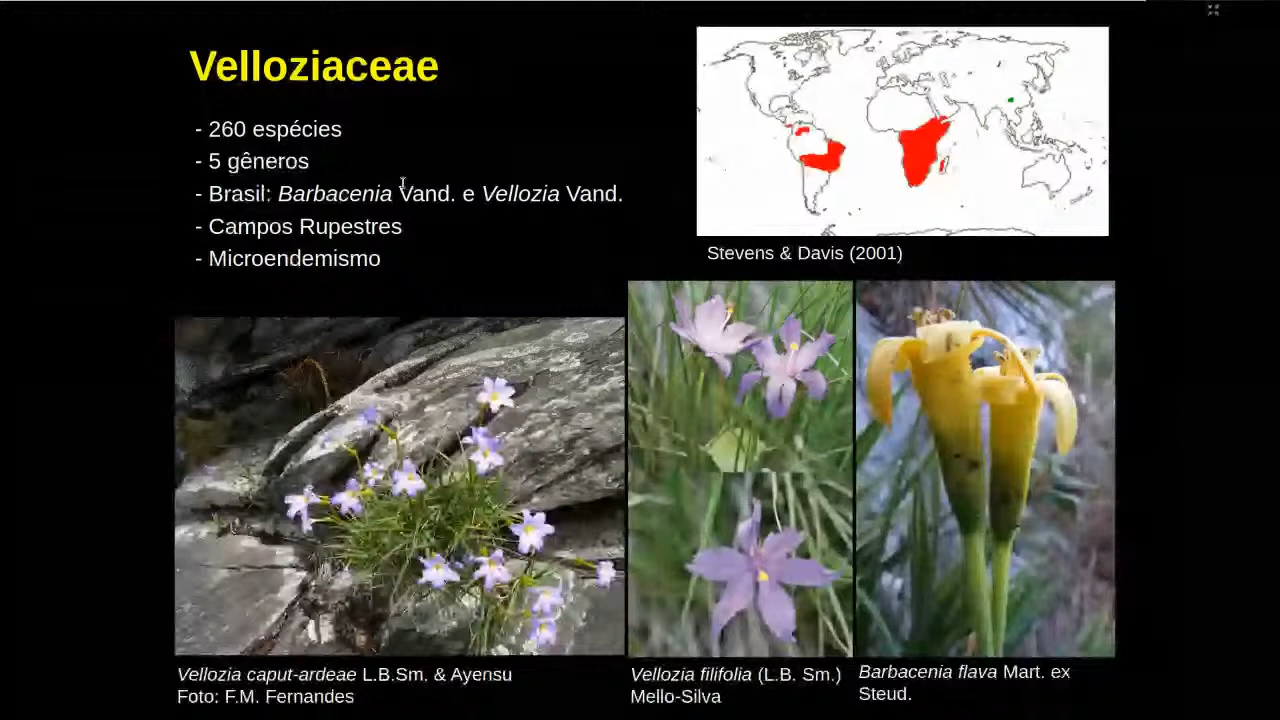 Velloziaceae
- 260 espécies
- 5 gêneros
- Brasil: Barbacenia Vand. e Vellozia Vand.
- Campos Rupestres
- Microendemismo
Stevens & Davis (2001)
Vellozia caput-ardeae L.B.Sm. & Ayensu
Foto: F.M. Fernandes
Vellozia filifolia (L.B. Sm.)
Mello-Silva
Barbacenia flava Mart. ex
Steud.